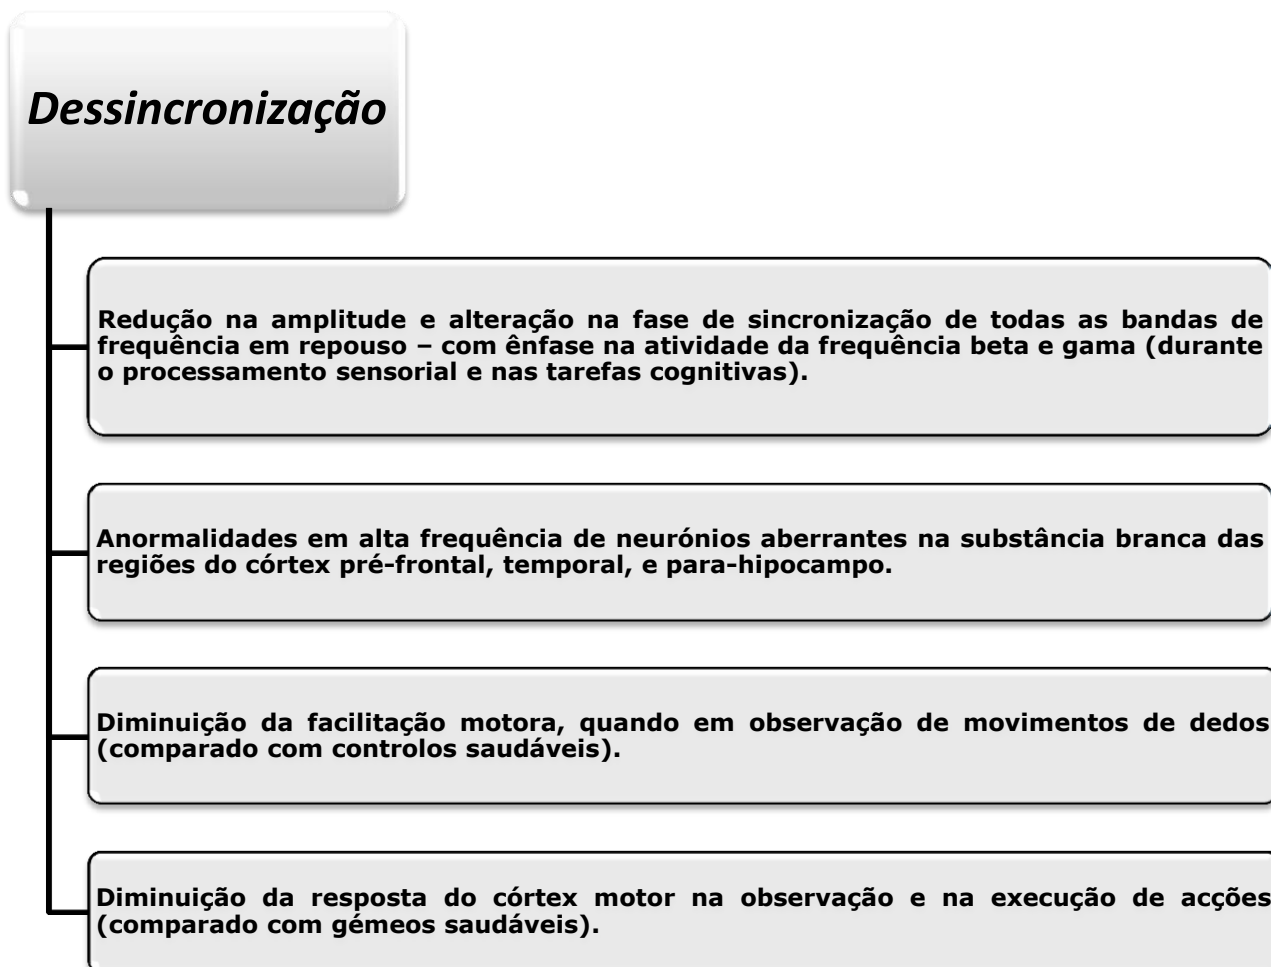 Dessincronização
Redução na amplitude e alteração na fase de sincronização de todas as bandas de
frequência em repouso – com ênfase na atividade da frequência beta e gama (durante
o processamento sensorial e nas tarefas cognitivas).
Anormalidades em alta frequência de neurónios aberrantes na substância branca das
regiões do córtex pré-frontal, temporal, e para-hipocampo.
Diminuição da facilitação motora, quando em observação de movimentos de dedos
(comparado com controlos saudáveis).
Diminuição da resposta do córtex motor na observação e na execução de acções
(comparado com gémeos saudáveis).